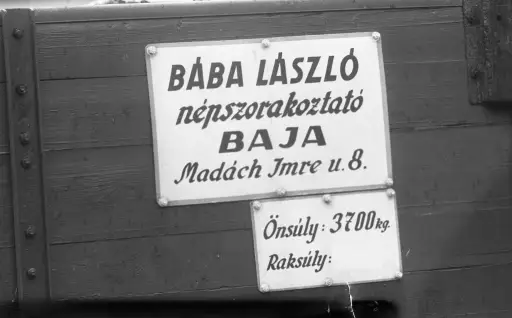 BÁBA LÁSZLÓ
népszorakoztató
BAJA
Madách Imre u. 8.
Önsúly: 3700 kg.
Raksúly: